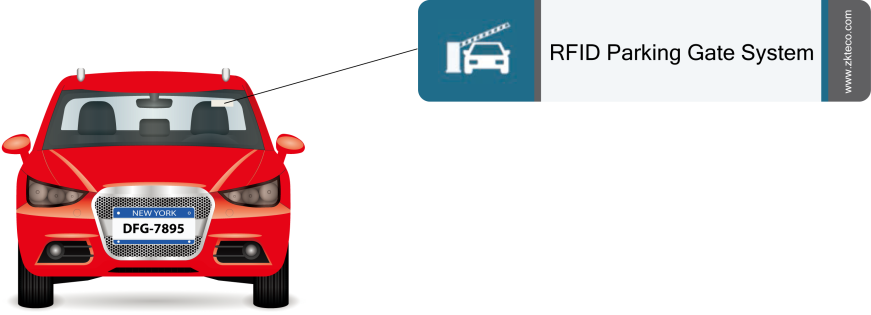 RFID Parking Gate System
www.zkteco.com
NEW YORK
DFG-7895